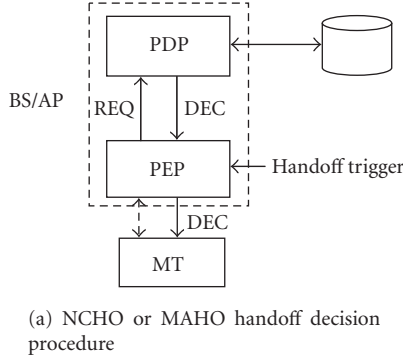 PDP
BS/AP
REQ
DEC
PEP
Handoff trigger
DEC
MT
(a) NCHO or MAHO handoff decision
procedure